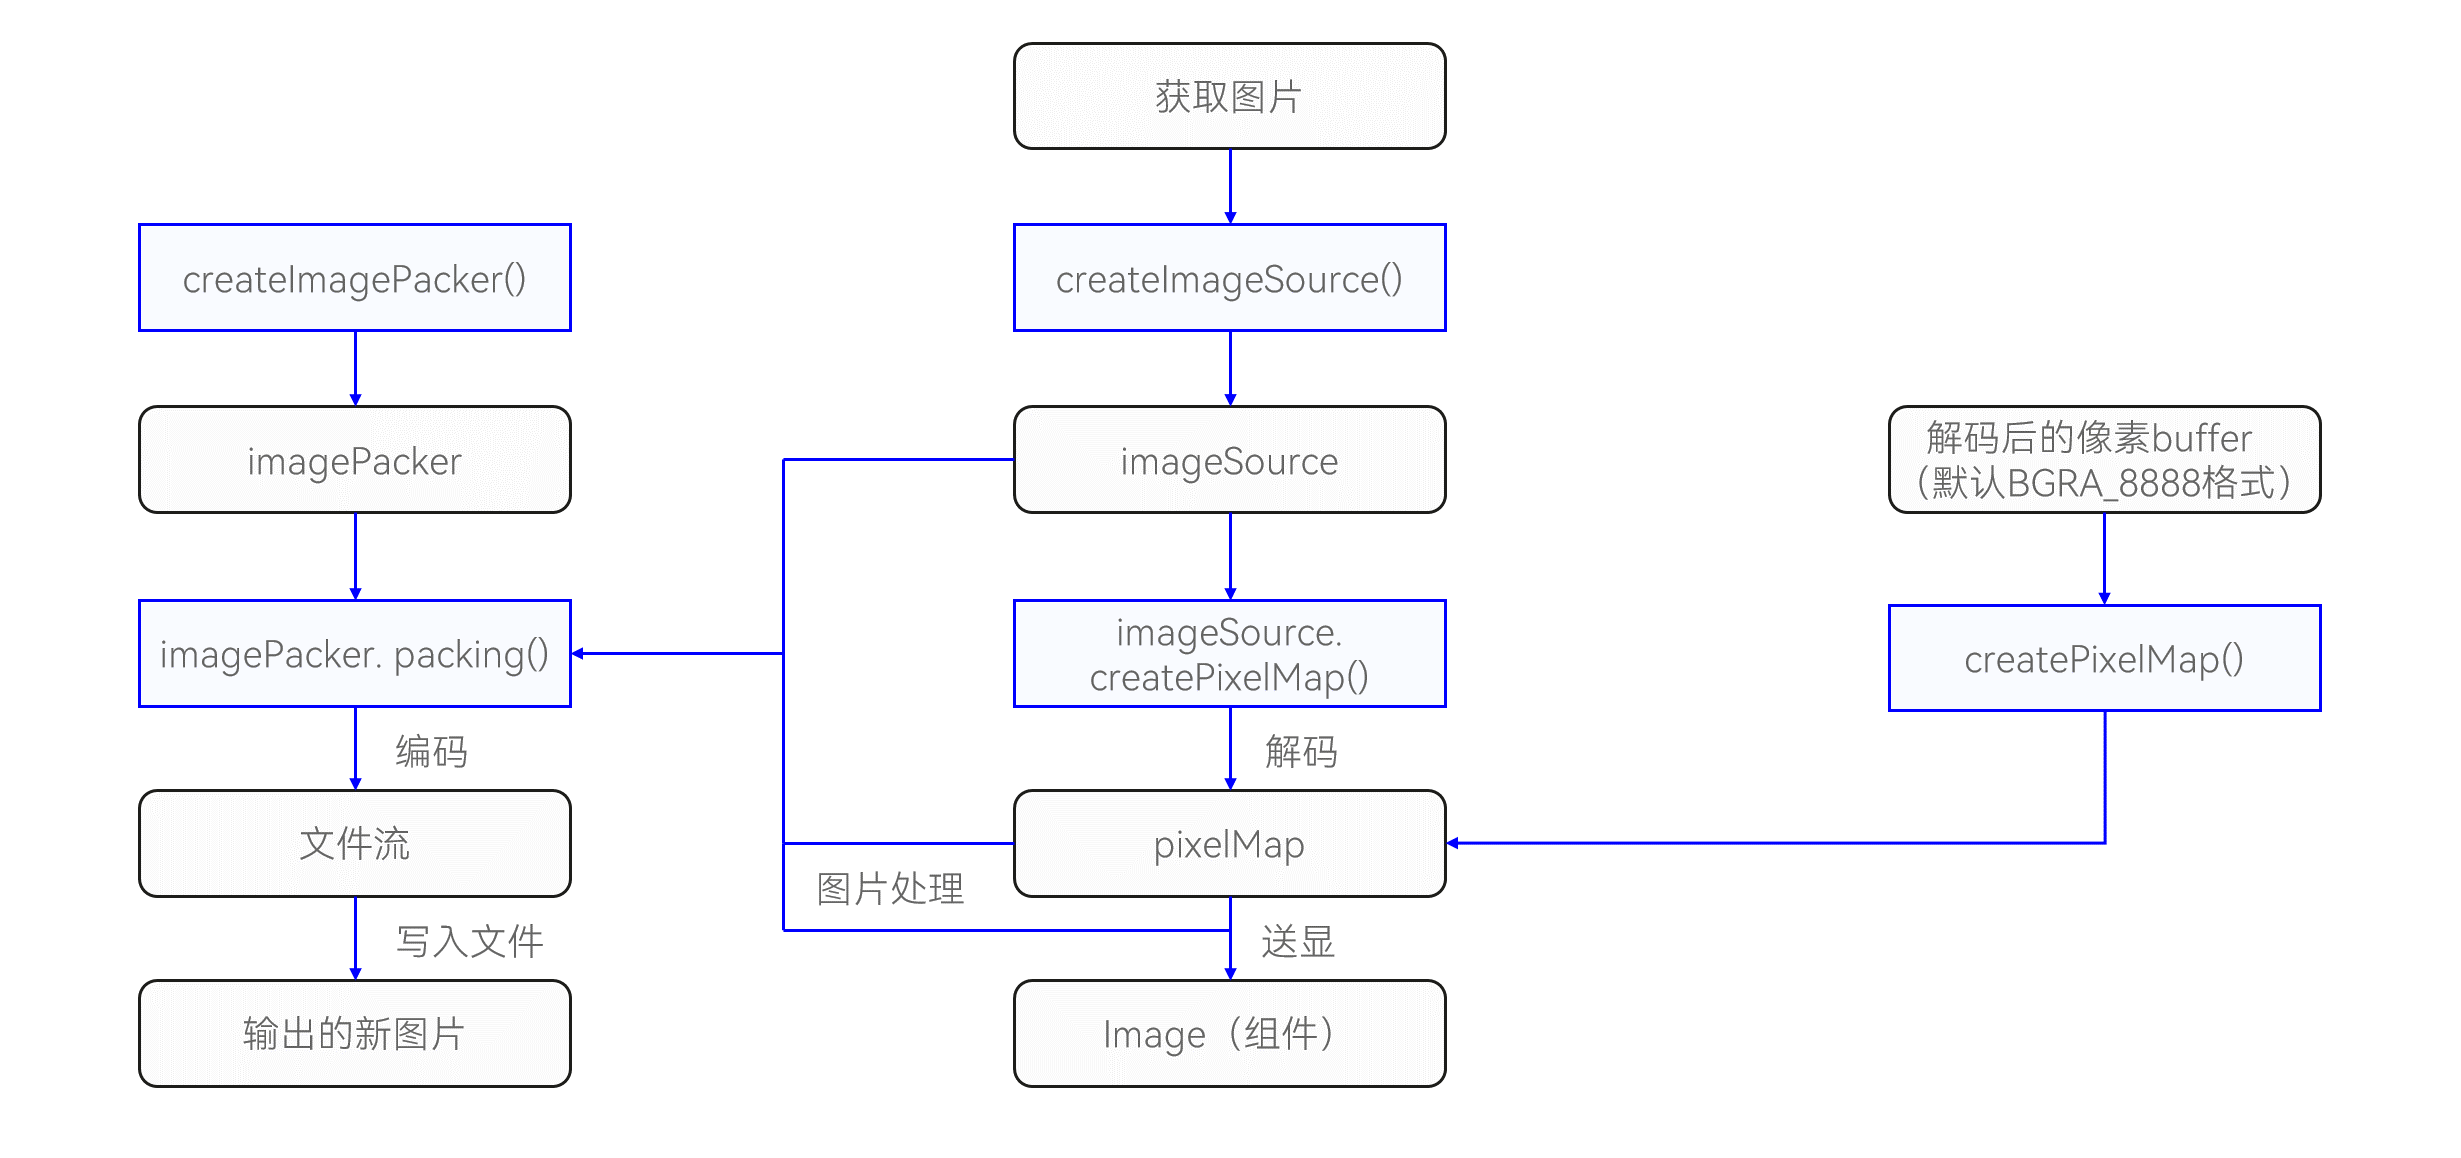 获取图片
createImagePacker()
createImageSource()
imagePacker
imageSource
解码后的像素buffer
（默认BGRA_8888格式）
imagePacker. packing()
imageSource.
createPixelMap()
createPixelMap()
编码
解码
文件流
pixelMap
图片处理
写入文件
送显
输出的新图片
Image（组件）